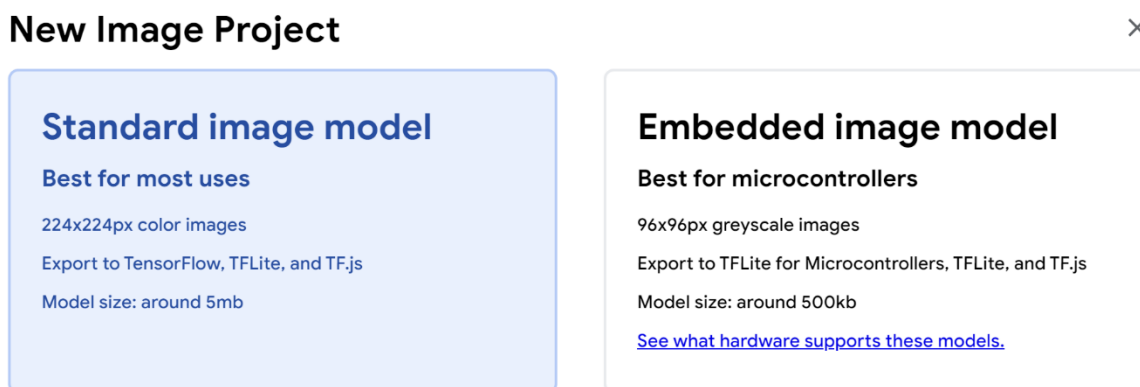 New Image Project
Standard image model
Best for most uses
224x224px color images
Export to TensorFlow, TFLite, and TF.js
Model size: around 5mb
Embedded image model
Best for microcontrollers
96x96px greyscale images
Export to TFLite for Microcontrollers, TFLite, and TF.js
Model size: around 500kb
See what hardware supports these models.